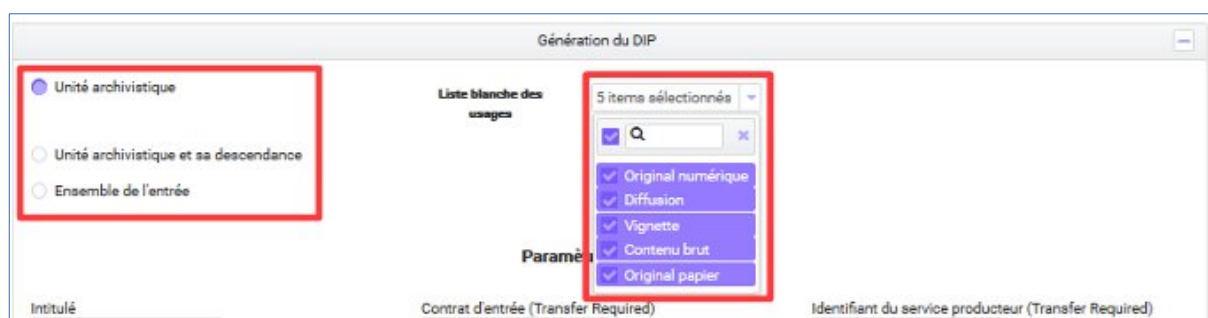 Génération du DIP
Unité archivistique
Unité archivistique et sa descendance
Ensemble de l'entrée
Liste blanche des
usages
5 items sélectionnés
Original numérique
Diffusion
Vignette
Contenu brut
Original papier
Intitulé
Contrat d'entrée (Transfer Required)
Identifiant du service producteur (Transfer Required)